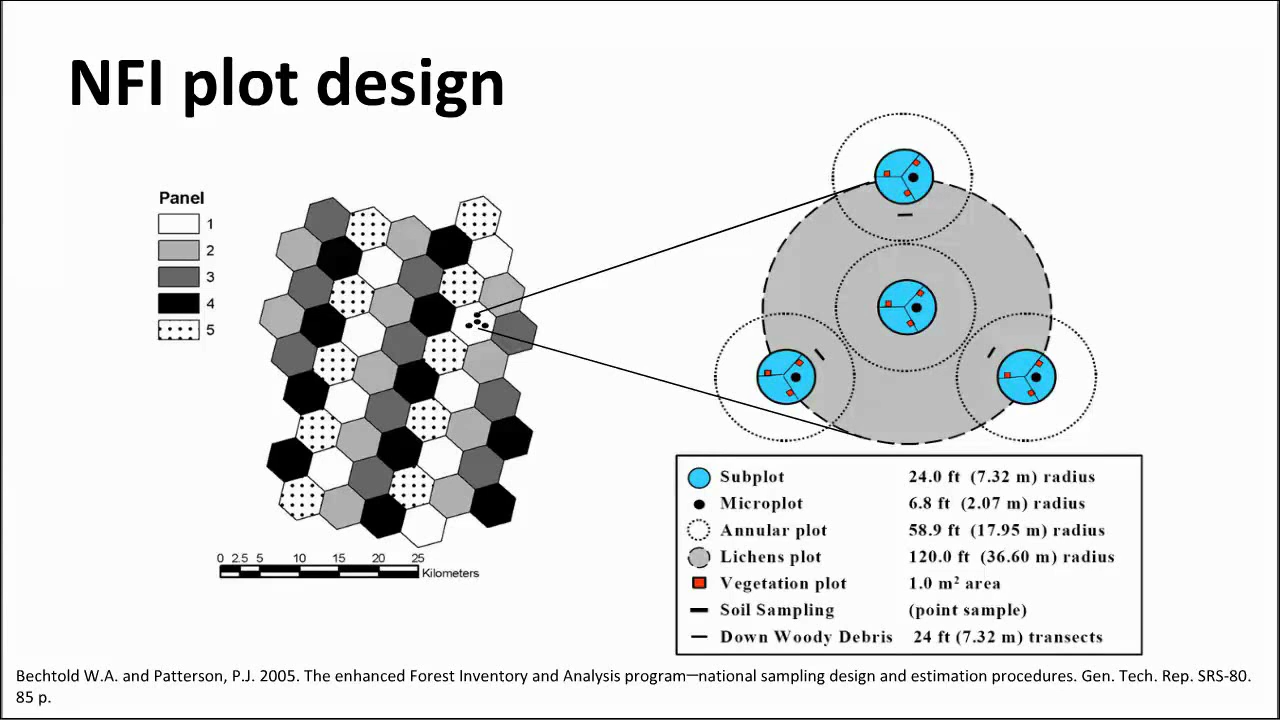 NFI plot design
Panel
1
2
3
4
5
0 2.5 5 10 15 20 25
Kilometers
Subplot 24.0 ft (7.32 m) radius
Microplot 6.8 ft (2.07 m) radius
Annular plot 58.9 ft (17.95 m) radius
Lichens plot 120.0 ft (36.60 m) radius
Vegetation plot 1.0 m² area
Soil Sampling (point sample)
Down Woody Debris 24 ft (7.32 m) transects
Bechtold W.A. and Patterson, P.J. 2005. The enhanced Forest Inventory and Analysis program—national sampling design and estimation procedures. Gen. Tech. Rep. SRS-80.
85 p.